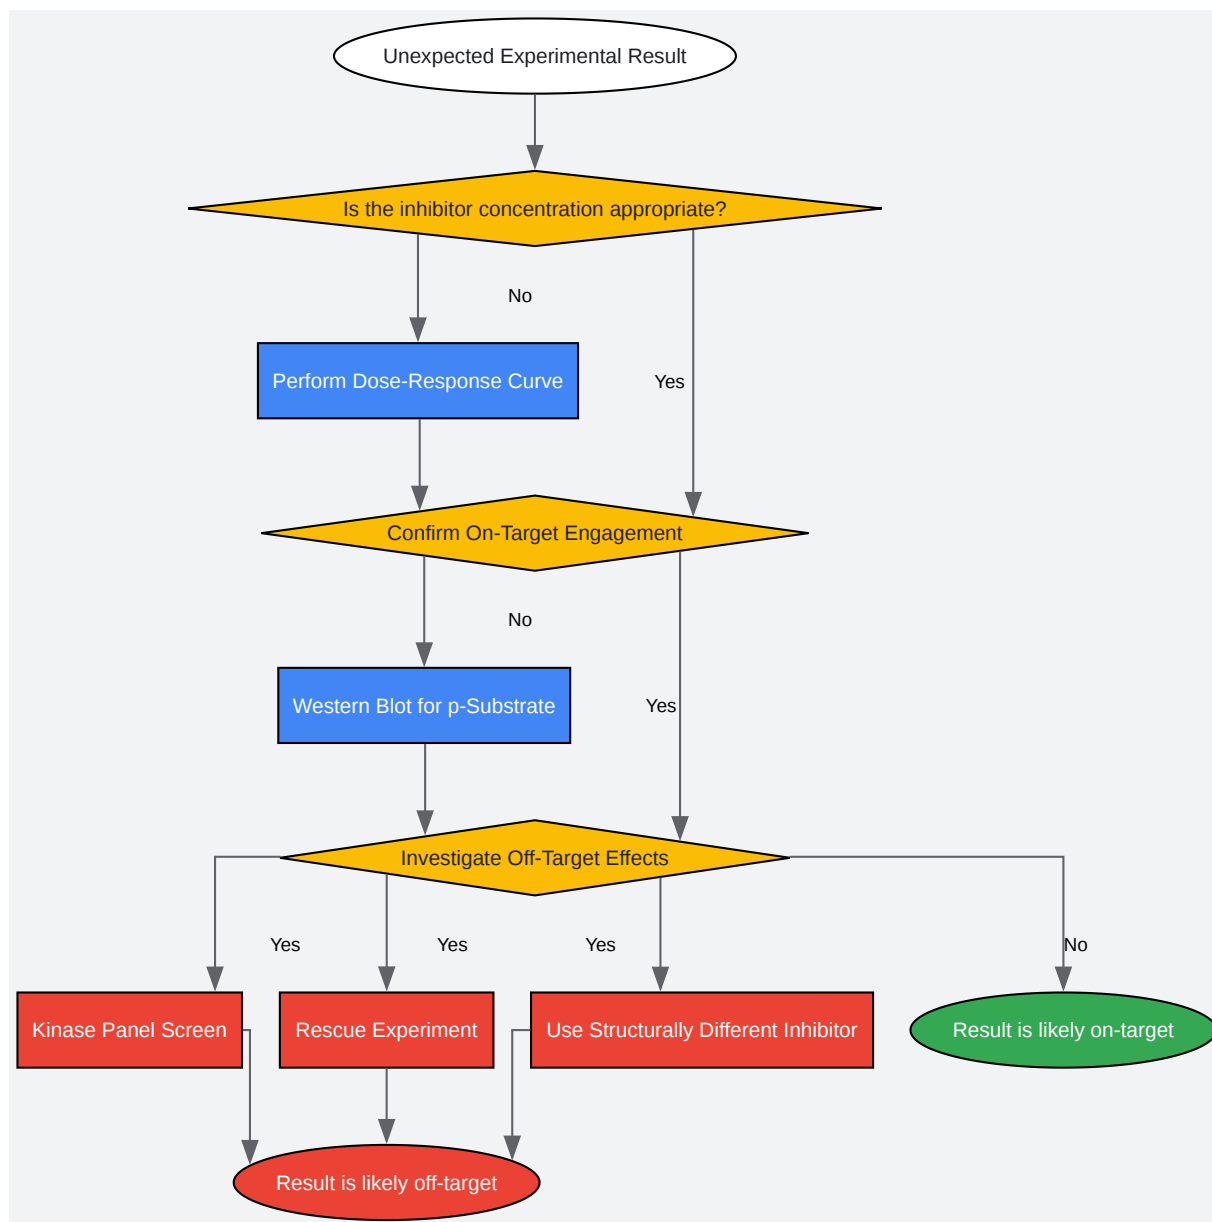 Unexpected Experimental Result
Is the inhibitor concentration appropriate?
No
Perform Dose-Response Curve
Yes
Confirm On-Target Engagement
No
Western Blot for p-Substrate
Yes
Investigate Off-Target Effects
Yes
Yes
Yes
No
Kinase Panel Screen
Rescue Experiment
Use Structurally Different Inhibitor
Result is likely on-target
Result is likely off-target